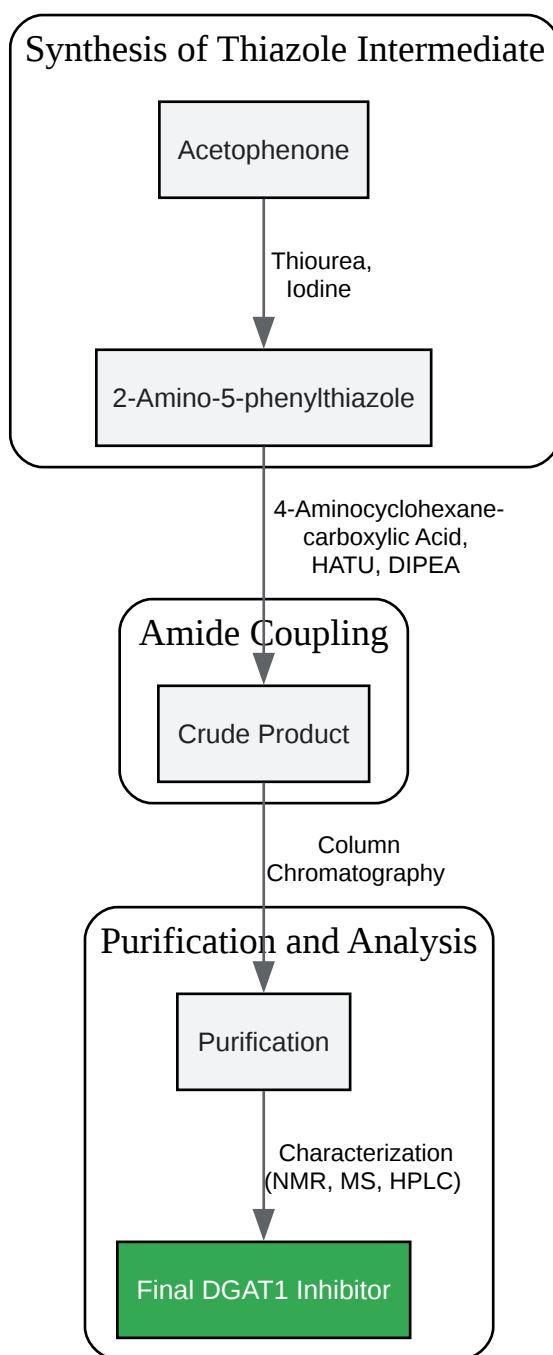 Synthesis of Thiazole Intermediate
Acetophenone
Thiourea,
Iodine
2-Amino-5-phenylthiazole
4-Aminocyclohexane-
carboxylic Acid,
HATU, DIPEA
Amide Coupling
Crude Product
Column
Chromatography
Purification and Analysis
Purification
Characterization
(NMR, MS, HPLC)
Final DGAT1 Inhibitor